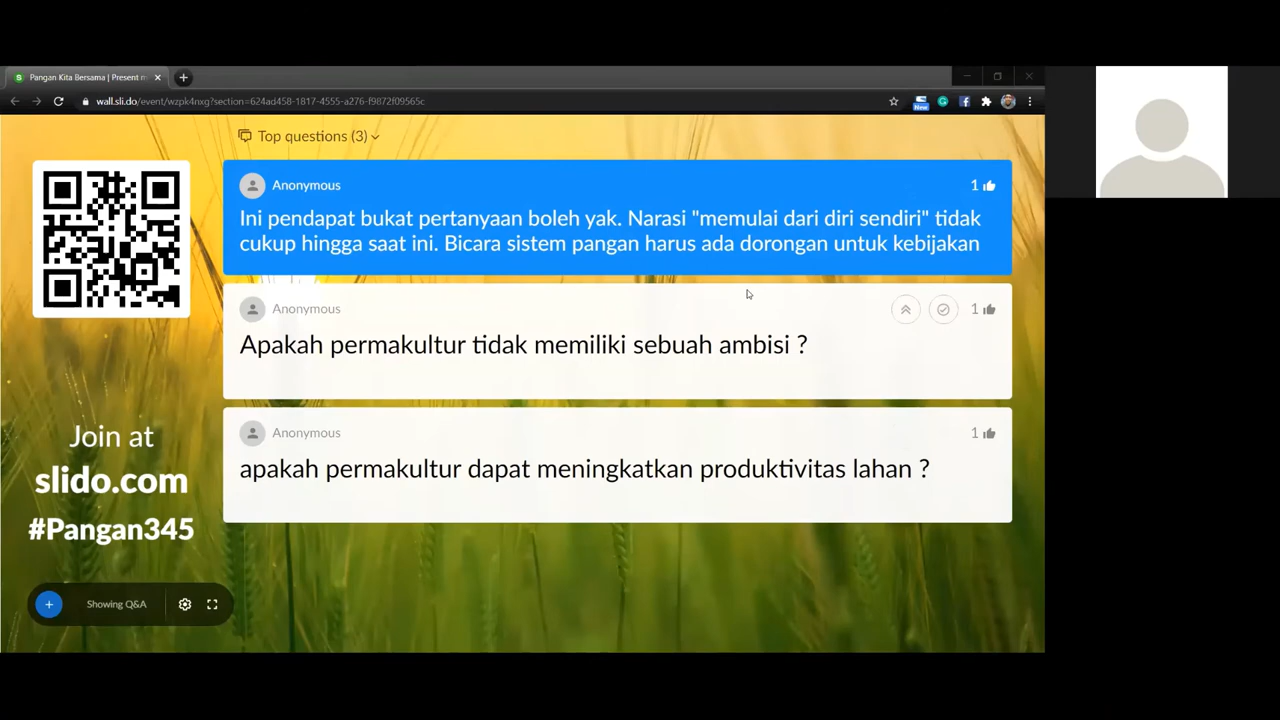 Pangan Kita Bersama | Present m
wall.sli.do/event/wzpk4nxg?section=624ad458-1817-4555-a276-f9872f09565c
New
Top questions (3)
Anonymous
1
Ini pendapat bukat pertanyaan boleh yak. Narasi "memulai dari diri sendiri" tidak
cukup hingga saat ini. Bicara sistem pangan harus ada dorongan untuk kebijakan
Anonymous
1
Apakah permakultur tidak memiliki sebuah ambisi ?
Anonymous
1
apakah permakultur dapat meningkatkan produktivitas lahan ?
Join at
slido.com
#Pangan345
Showing Q&A